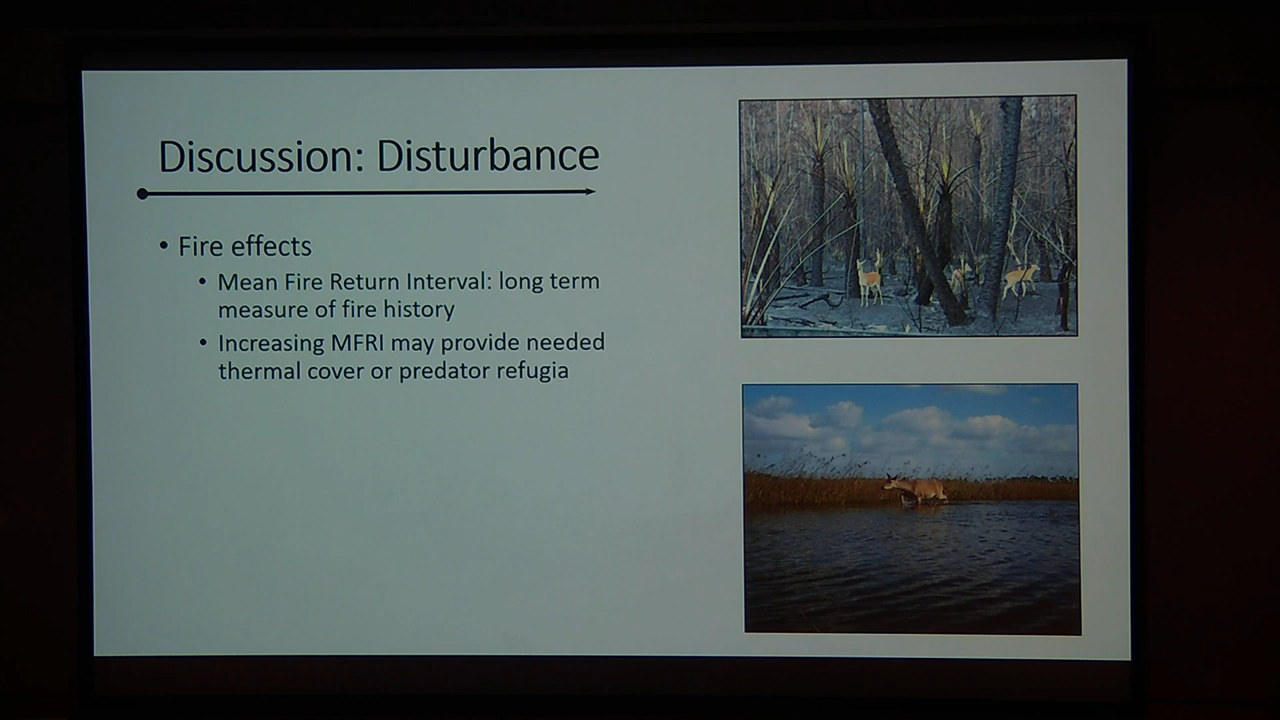 Discussion: Disturbance
• Fire effects
• Mean Fire Return Interval: long term
measure of fire history
• Increasing MFRI may provide needed
thermal cover or predator refugia